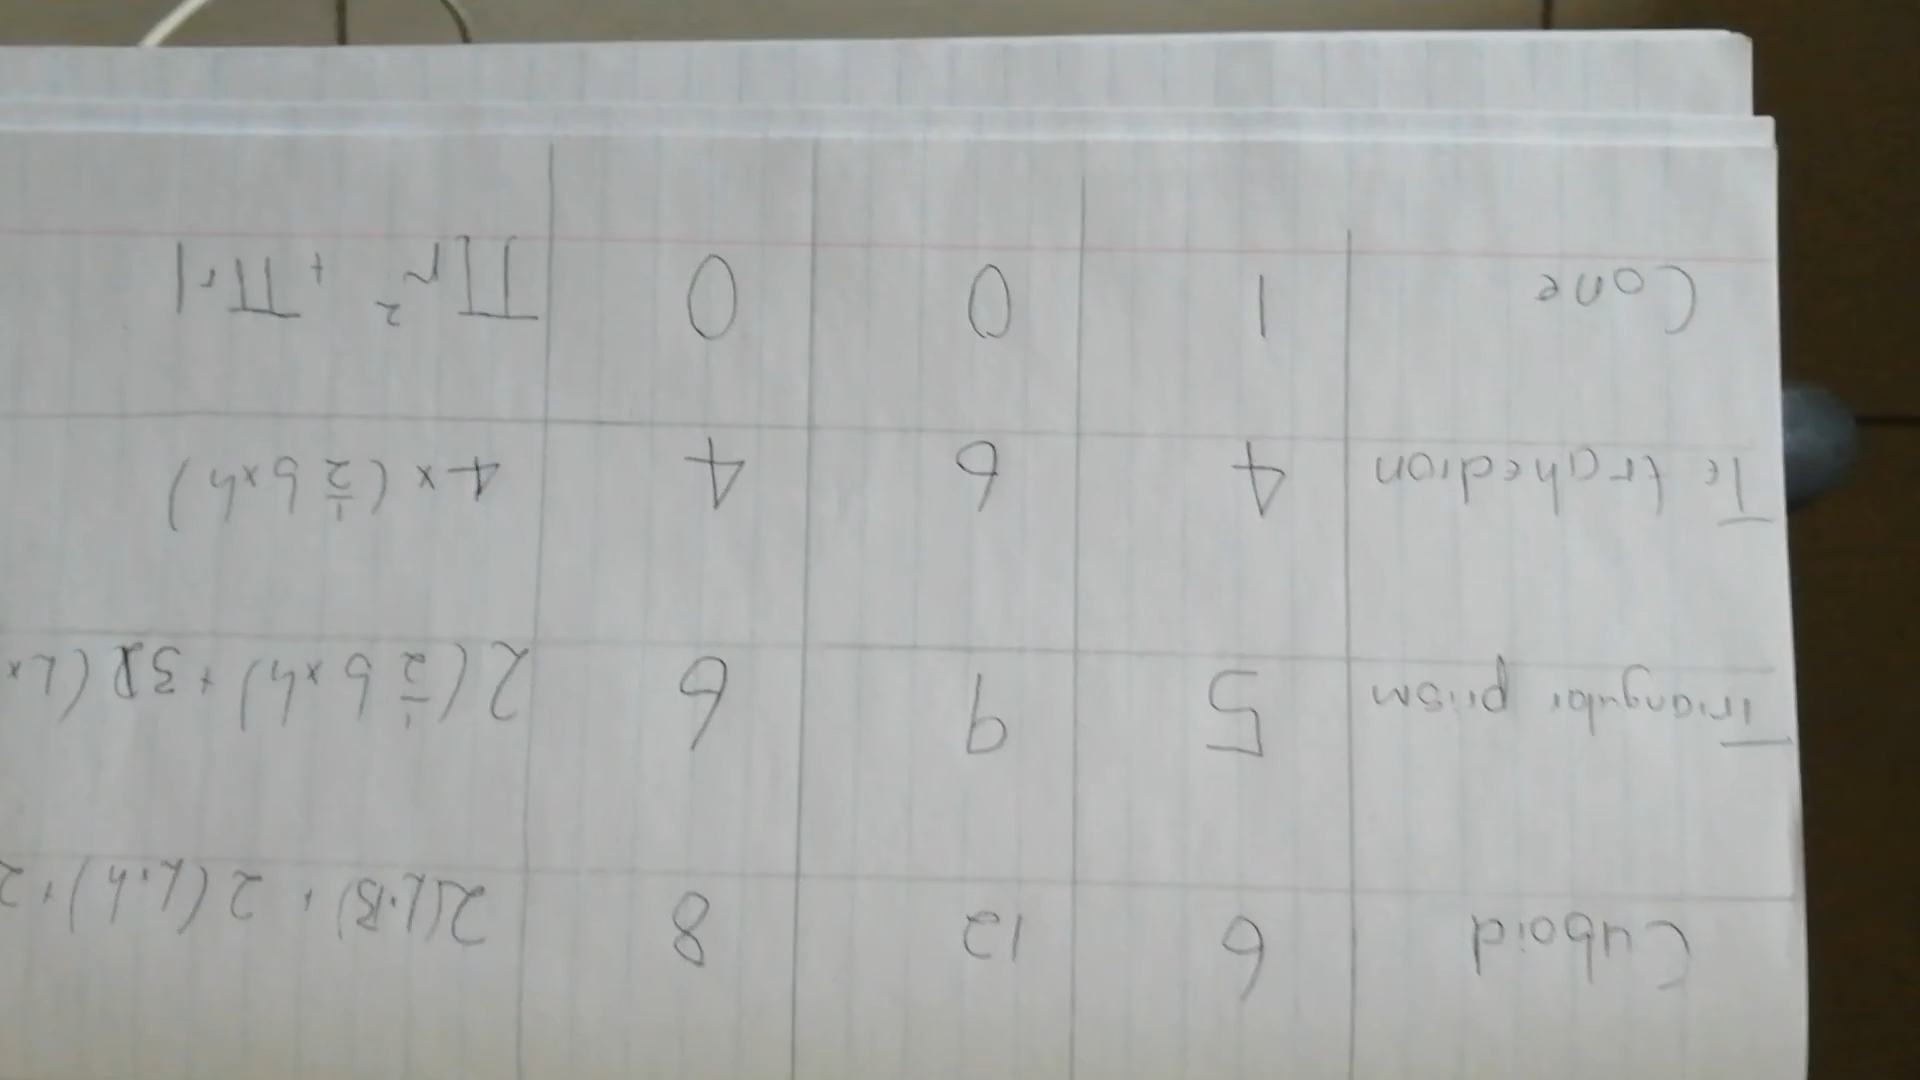 Cuboid 6 12 8 2(L·B) + 2(L·h) + 2
Triangular prism 5 9 6 2(½ b×h) + 3(L×
Tetrahedron 4 6 4 4 × (½ b×h)
Cone 1 0 0 πr² + πrl